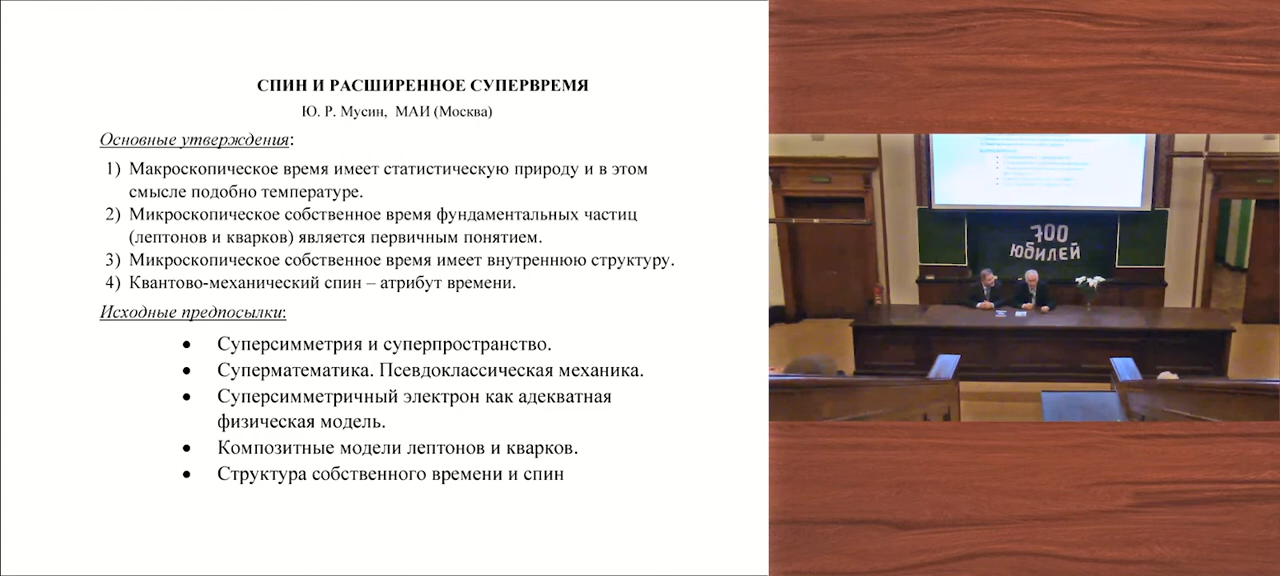 СПИН И РАСШИРЕННОЕ СУПЕРВРЕМЯ
Ю. Р. Мусин, МАИ (Москва)
Основные утверждения:
1) Макроскопическое время имеет статистическую природу и в этом
смысле подобно температуре.
2) Микроскопическое собственное время фундаментальных частиц
(лептонов и кварков) является первичным понятием.
3) Микроскопическое собственное время имеет внутреннюю структуру.
4) Квантово-механический спин – атрибут времени.
Исходные предпосылки:
• Суперсимметрия и суперпространство.
• Суперматематика. Псевдоклассическая механика.
• Суперсимметричный электрон как адекватная
физическая модель.
• Композитные модели лептонов и кварков.
• Структура собственного времени и спин
700
ЮБИЛЕЙ